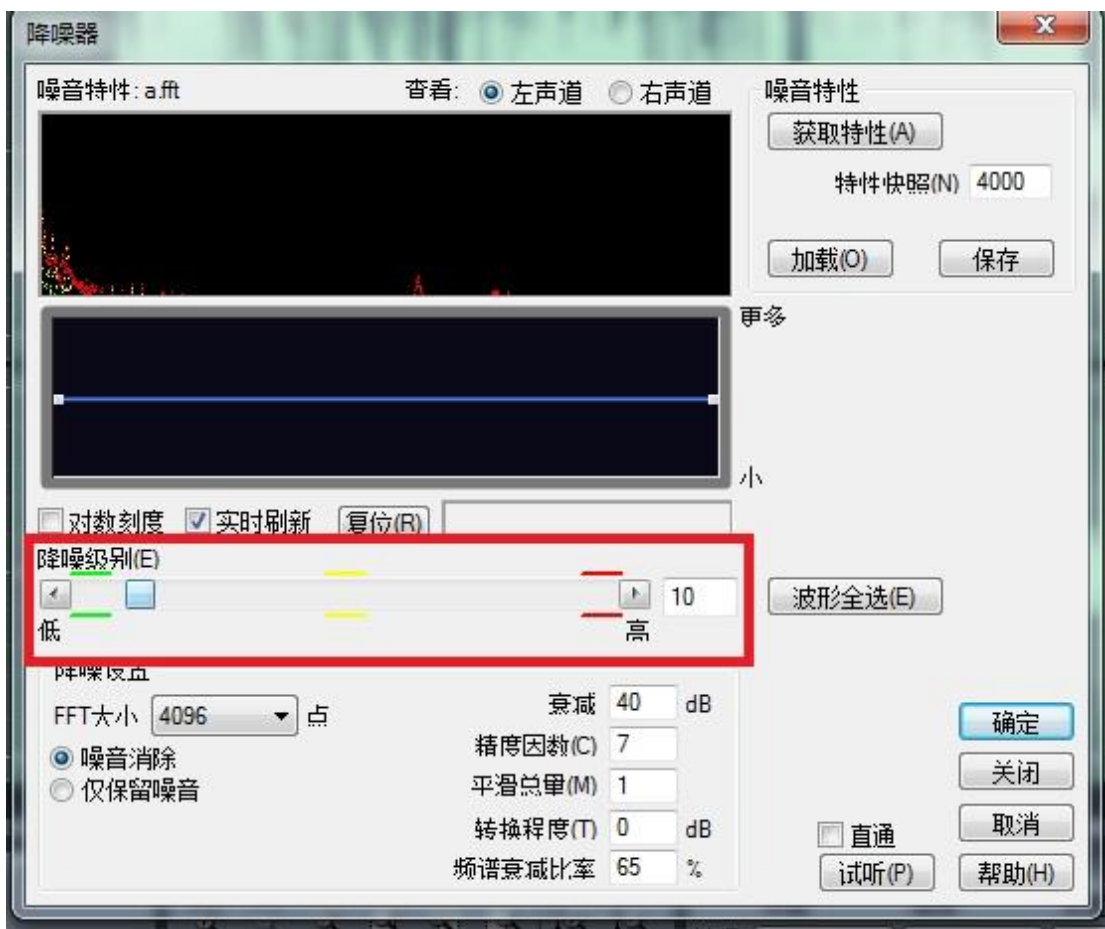 降噪器
噪音特性: a.fft
查看: 左声道 右声道
噪音特性
获取特性(A)
特性快照(N) 4000
加载(O) 保存
更多
小
对数刻度 实时刷新 复位(R)
降噪级别(E)
10
波形全选(E)
低 高
降噪设置
FFT大小 4096 点
噪音消除
仅保留噪音
衰减 40 dB
精度因数(C) 7
平滑总量(M) 1
转换程度(T) 0 dB
频谱衰减比率 65 %
确定
关闭
直通 取消
试听(P) 帮助(H)